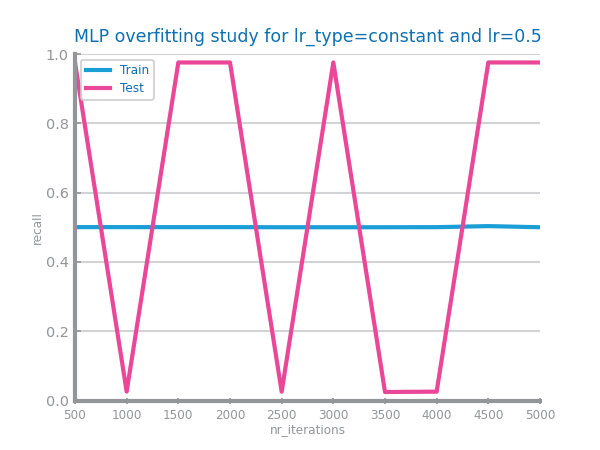 MLP overfitting study for lr_type=constant and lr=0.5
1.0
0.8
0.6
0.4
0.2
0.0
recall
Train
Test
500 1000 1500 2000 2500 3000 3500 4000 4500 5000
nr_iterations